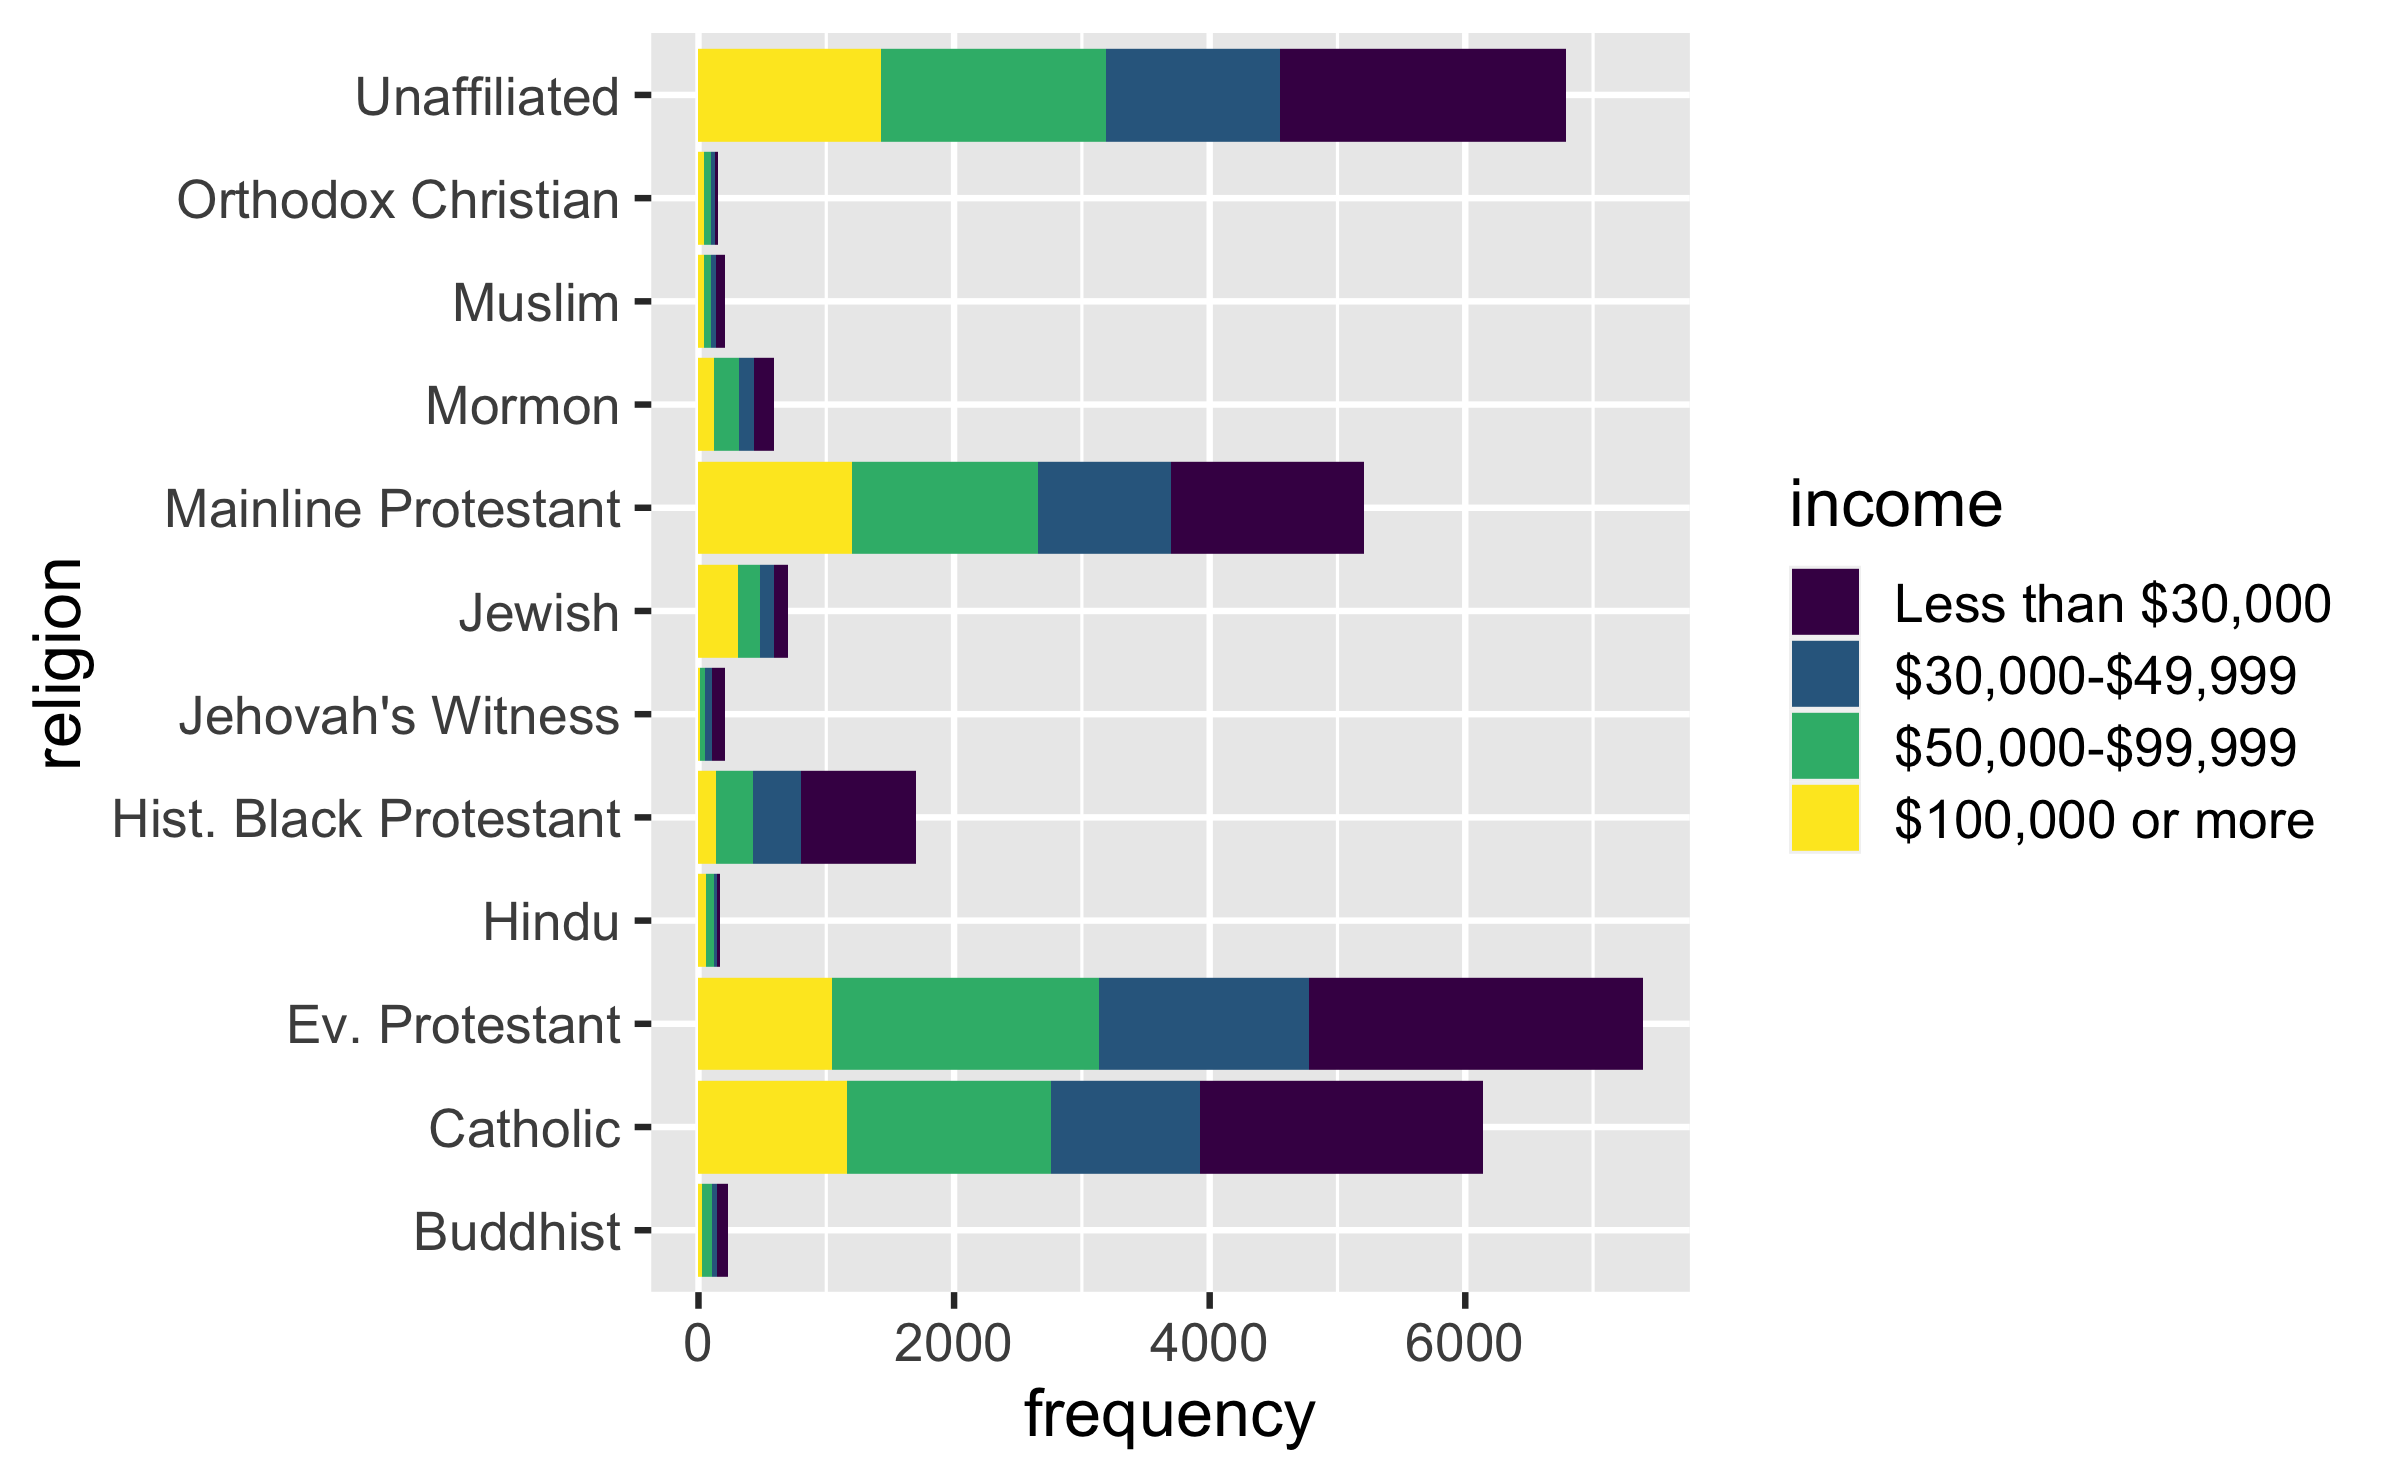 Unaffiliated
Orthodox Christian
Muslim
Mormon
Mainline Protestant
Jewish
Jehovah's Witness
Hist. Black Protestant
Hindu
Ev. Protestant
Catholic
Buddhist
religion
0 2000 4000 6000
frequency
income
Less than $30,000
$30,000-$49,999
$50,000-$99,999
$100,000 or more